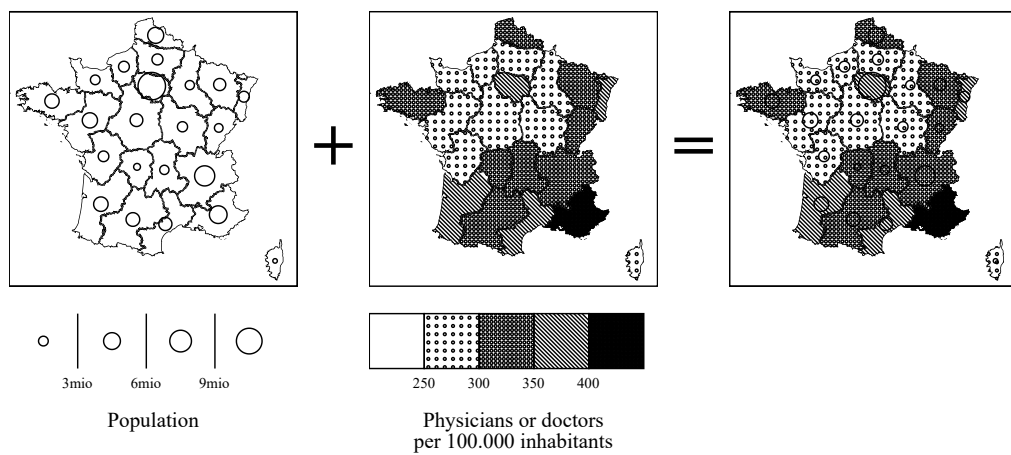 +
=
3mio 6mio 9mio
250 300 350 400
Population
Physicians or doctors
per 100.000 inhabitants